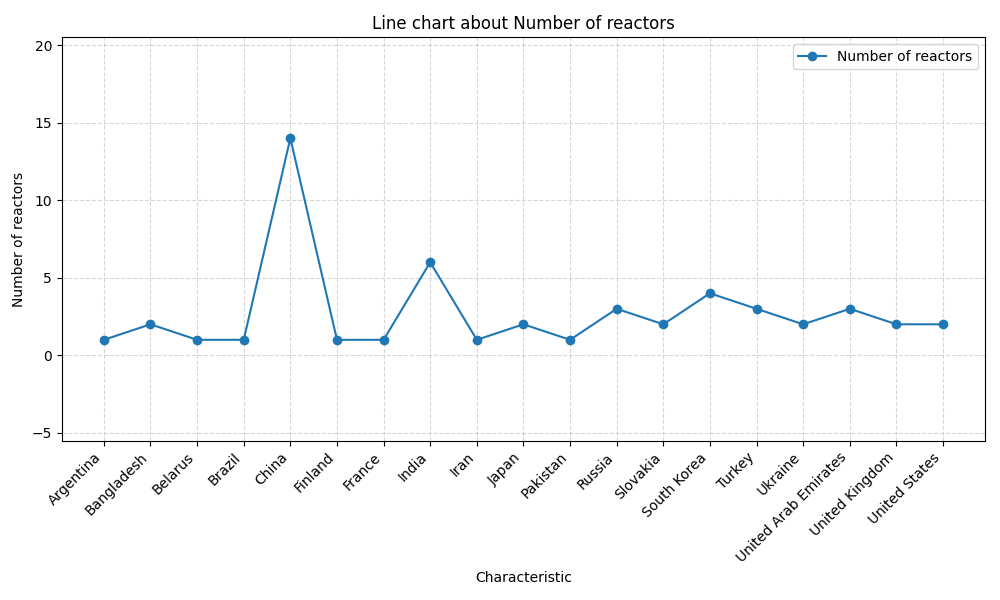 Line chart about Number of reactors
Number of reactors
Number of reactors
20
15
10
5
0
−5
Argentina
Bangladesh
Belarus
Brazil
China
Finland
France
India
Iran
Japan
Pakistan
Russia
Slovakia
South Korea
Turkey
Ukraine
United Arab Emirates
United Kingdom
United States
Characteristic